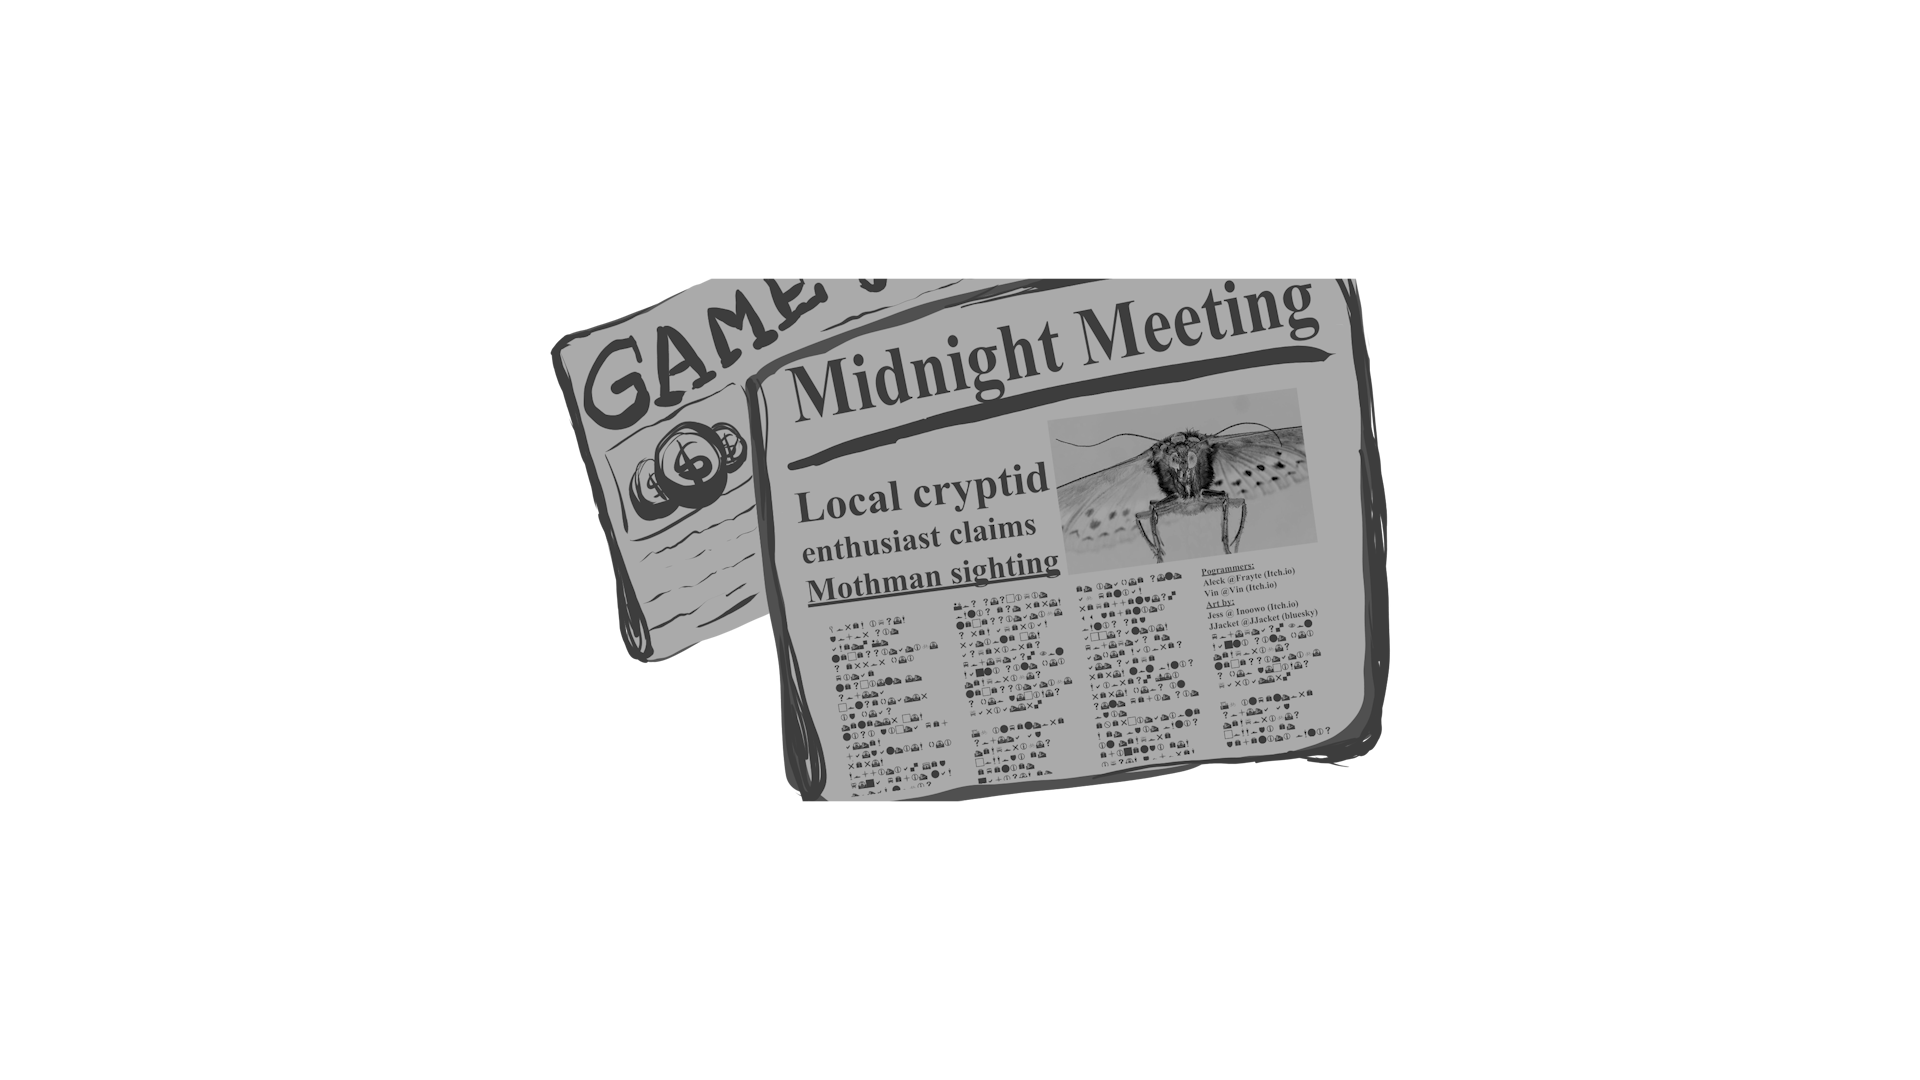 GAME
Midnight Meeting
Local cryptid
enthusiast claims
Mothman sighting
Pogrammers:
Aleck @Frayte (Itch.io)
Vin @Vin (Itch.io)
Art by:
Jess @ Inoowo (Itch.io)
JJacket @JJacket (bluesky)